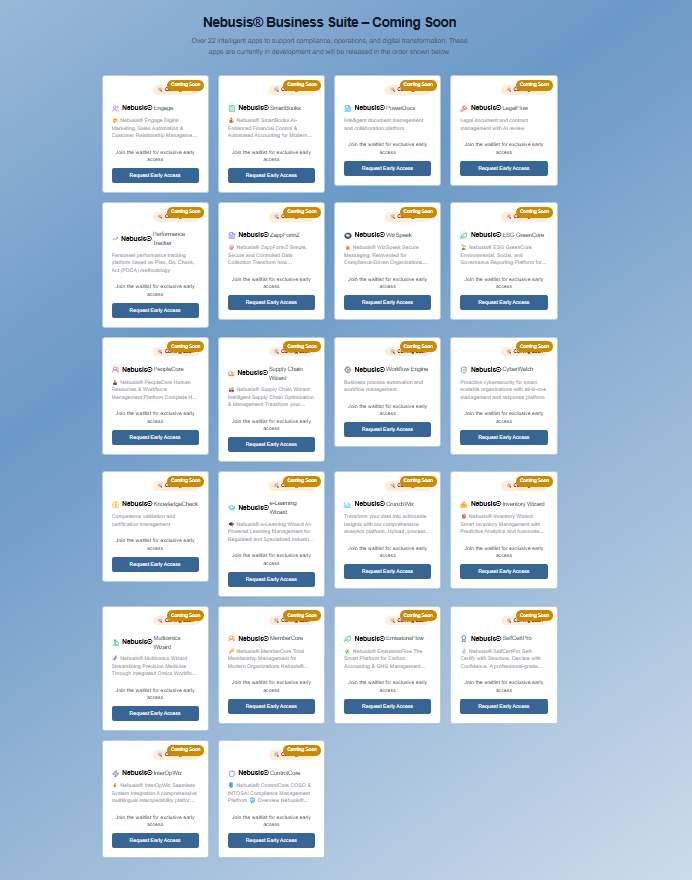 Nebusis® Business Suite – Coming Soon
Over 22 intelligent apps to support compliance, operations, and digital transformation. These
apps are currently in development and will be released in the order shown below.
Coming Soon
Nebusis® Engage
Nebusis® Engage Digital
Marketing, Sales Automation &
Customer Relationship Manageme...
Join the waitlist for exclusive early
access
Request Early Access
Coming Soon
Nebusis® SmartBooks
Nebusis® SmartBooks AI-
Enhanced Financial Control &
Automated Accounting for Modern...
Join the waitlist for exclusive early
access
Request Early Access
Coming Soon
Nebusis® PowerDocs
Intelligent document management
and collaboration platform
Join the waitlist for exclusive early
access
Request Early Access
Coming Soon
Nebusis® LegalFlow
Legal document and contract
management with AI review
Join the waitlist for exclusive early
access
Request Early Access
Coming Soon
Nebusis® Performance
Tracker
Personnel performance tracking
platform based on Plan, Do, Check,
Act (PDCA) methodology
Join the waitlist for exclusive early
access
Request Early Access
Coming Soon
Nebusis® ZappFormZ
Nebusis® ZappFormZ Simple,
Secure and Controlled Data
Collection Transform how...
Join the waitlist for exclusive early
access
Request Early Access
Coming Soon
Nebusis® WizSpeek
Nebusis® WizSpeek Secure
Messaging, Reinvented for
Compliance-Driven Organizations...
Join the waitlist for exclusive early
access
Request Early Access
Coming Soon
Nebusis® ESG GreenCore
Nebusis® ESG GreenCore
Environmental, Social, and
Governance Reporting Platform for...
Join the waitlist for exclusive early
access
Request Early Access
Coming Soon
Nebusis® PeopleCore
Nebusis® PeopleCore Human
Resources & Workforce
Management Platform Complete H...
Join the waitlist for exclusive early
access
Request Early Access
Coming Soon
Nebusis® Supply Chain
Wizard
Nebusis® Supply Chain Wizard
Intelligent Supply Chain Optimization
& Management Transform your...
Join the waitlist for exclusive early
access
Request Early Access
Coming Soon
Nebusis® Workflow Engine
Business process automation and
workflow management
Join the waitlist for exclusive early
access
Request Early Access
Coming Soon
Nebusis® CyberWatch
Proactive cybersecurity for smart,
scalable organizations with all-in-one
management and response platform
Join the waitlist for exclusive early
access
Request Early Access
Coming Soon
Nebusis® KnowledgeCheck
Competence validation and
certification management
Join the waitlist for exclusive early
access
Request Early Access
Coming Soon
Nebusis® e-Learning
Wizard
Nebusis® e-Learning Wizard AI-
Powered Learning Management for
Regulated and Specialized Industri...
Join the waitlist for exclusive early
access
Request Early Access
Coming Soon
Nebusis® CrunchWiz
Transform your data into actionable
insights with our comprehensive
analytics platform. Upload, process...
Join the waitlist for exclusive early
access
Request Early Access
Coming Soon
Nebusis® Inventory Wizard
Nebusis® Inventory Wizard
Smart Inventory Management with
Predictive Analytics and Automate...
Join the waitlist for exclusive early
access
Request Early Access
Coming Soon
Nebusis® Multiomics
Wizard
Nebusis® Multiomics Wizard
Streamlining Precision Medicine
Through Integrated Omics Workflo...
Join the waitlist for exclusive early
access
Request Early Access
Coming Soon
Nebusis® MemberCore
Nebusis® MemberCore Total
Membership Management for
Modern Organizations Nebusis®...
Join the waitlist for exclusive early
access
Request Early Access
Coming Soon
Nebusis® EmissionsFlow
Nebusis® EmissionsFlow The
Smart Platform for Carbon
Accounting & GHG Management...
Join the waitlist for exclusive early
access
Request Early Access
Coming Soon
Nebusis® SelfCertPro
Nebusis® SelfCertPro Self-
Certify with Structure. Declare with
Confidence. A professional-grade...
Join the waitlist for exclusive early
access
Request Early Access
Coming Soon
Nebusis® InterOpWiz
Nebusis® InterOpWiz Seamless
System Integration A comprehensive
multilingual interoperability platfor...
Join the waitlist for exclusive early
access
Request Early Access
Coming Soon
Nebusis® ControlCore
Nebusis® ControlCore COSO &
INTOSAI Compliance Management
Platform Overview Nebusis®...
Join the waitlist for exclusive early
access
Request Early Access